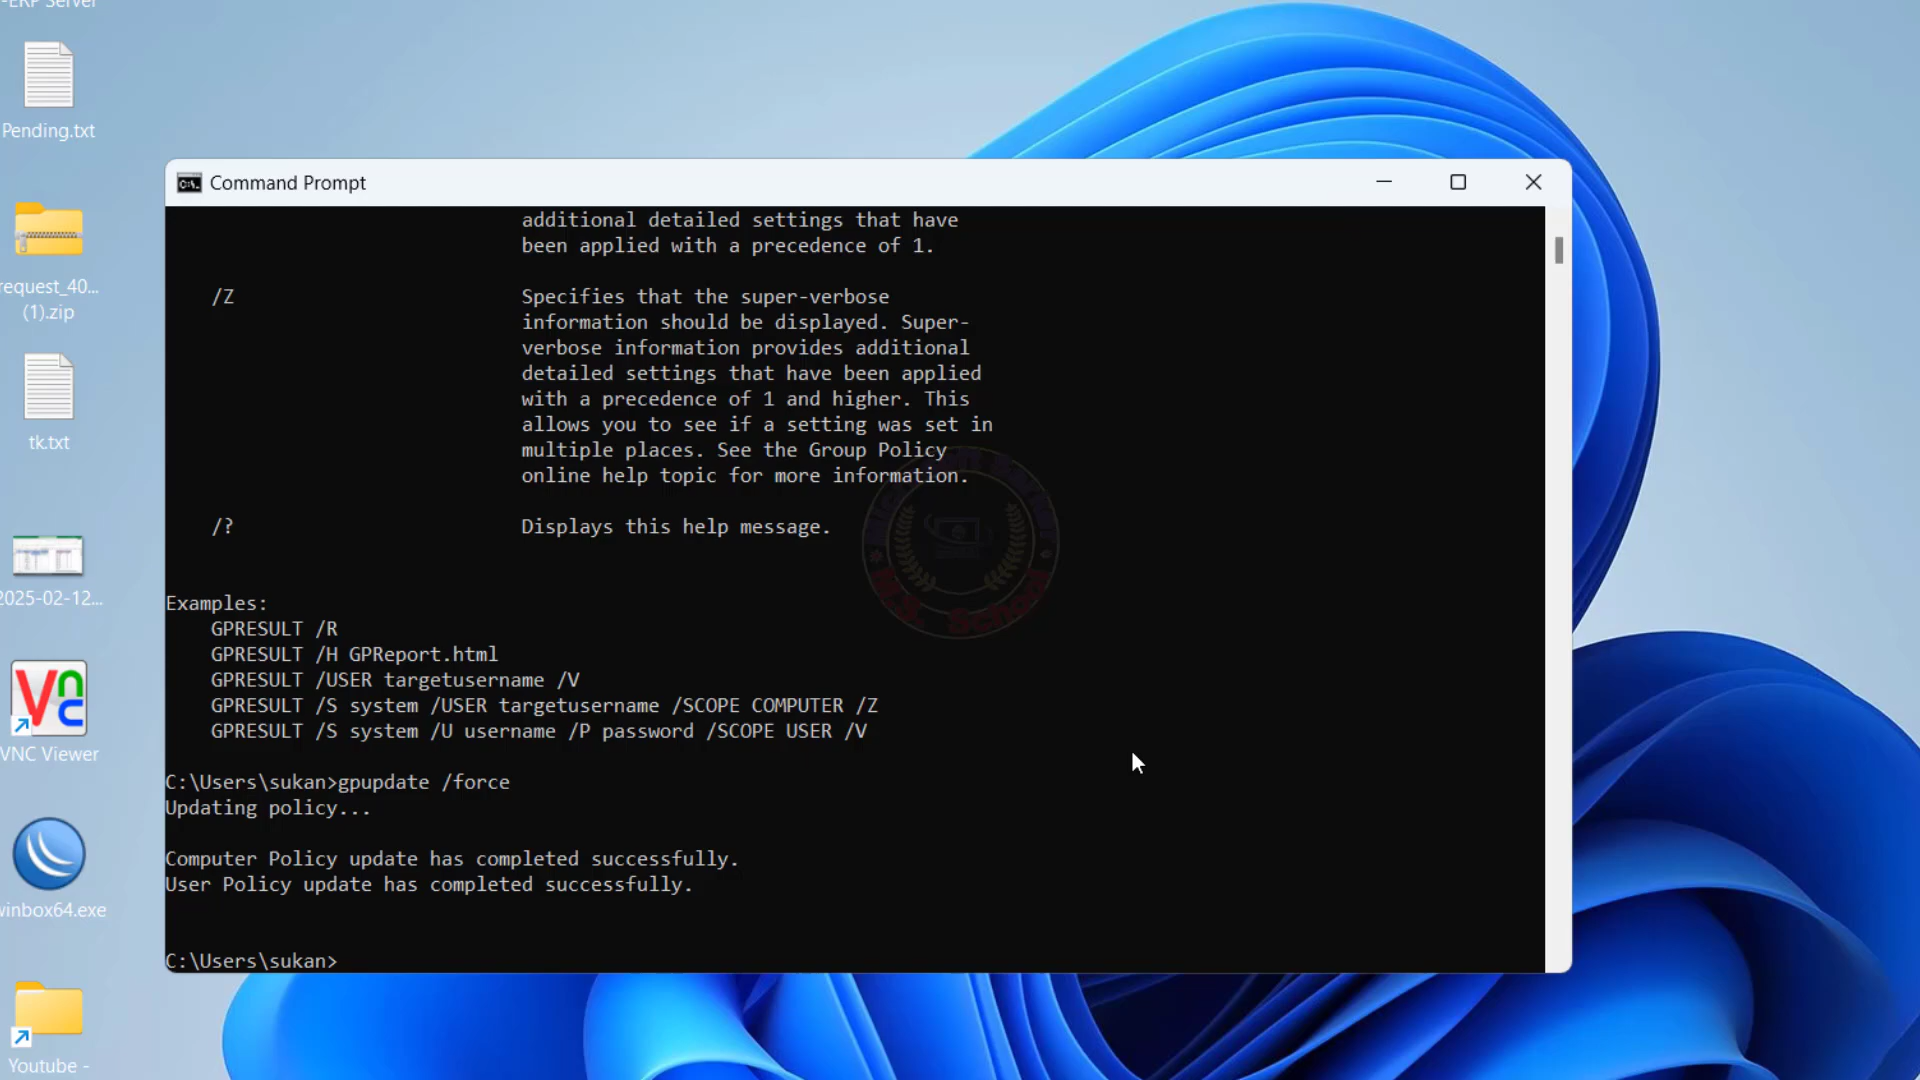 -ERP Server
Pending.txt
request_40...
(1).zip
tk.txt
2025-02-12...
VNC Viewer
winbox64.exe
Youtube -
Command Prompt
additional detailed settings that have
been applied with a precedence of 1.
/Z Specifies that the super-verbose
information should be displayed. Super-
verbose information provides additional
detailed settings that have been applied
with a precedence of 1 and higher. This
allows you to see if a setting was set in
multiple places. See the Group Policy
online help topic for more information.
/? Displays this help message.
Examples:
GPRESULT /R
GPRESULT /H GPReport.html
GPRESULT /USER targetusername /V
GPRESULT /S system /USER targetusername /SCOPE COMPUTER /Z
GPRESULT /S system /U username /P password /SCOPE USER /V
C:\Users\sukan>gpupdate /force
Updating policy...
Computer Policy update has completed successfully.
User Policy update has completed successfully.
C:\Users\sukan>